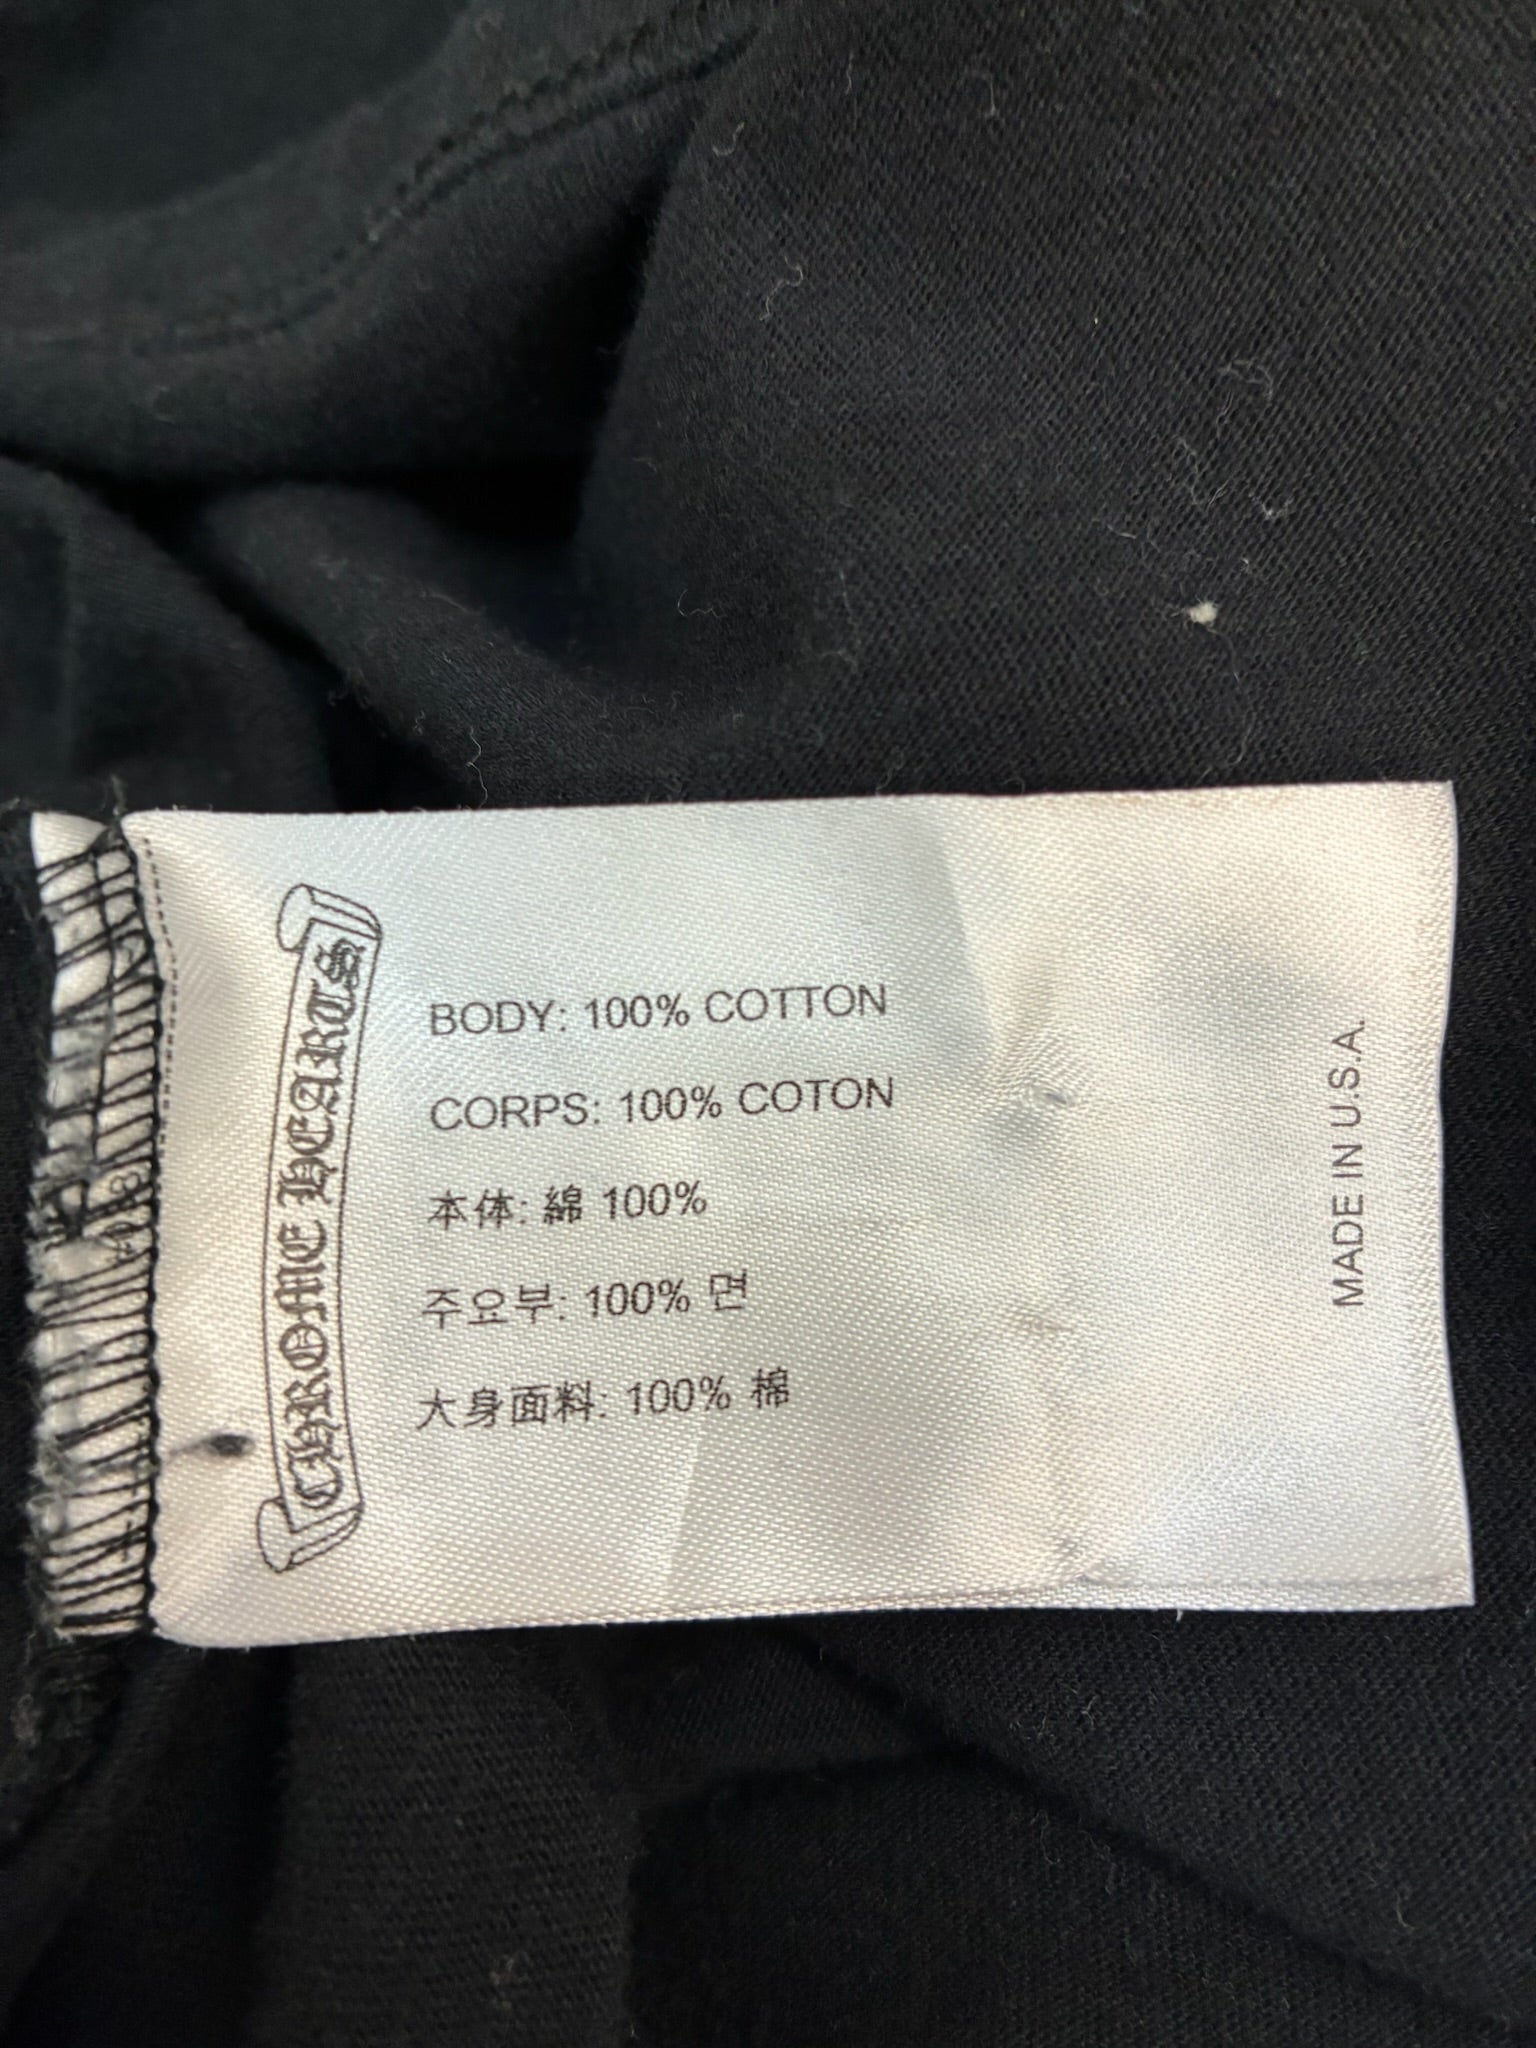 CHROME HEARTS
BODY: 100% COTTON
CORPS: 100% COTON
本体: 綿 100%
주요부: 100% 면
大身面料: 100% 棉
MADE IN U.S.A.